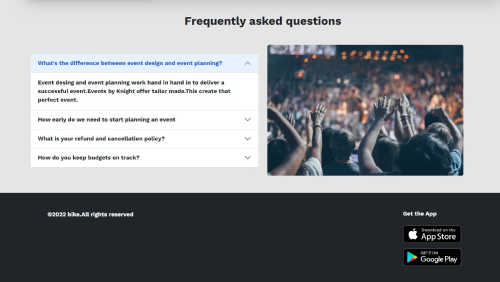 Frequently asked questions
What's the difference between event design and event planning?
Event desing and event planning work hand in hand to deliver a
successful event.Events by Knight offer tailor made.This create that
perfect event.
How early do we need to start planning an event
What is your refund and cancellation policy?
How do you keep budgets on track?
©2022 bike.All rights reserved
Get the App
Download on the
App Store
GET IT ON
Google Play